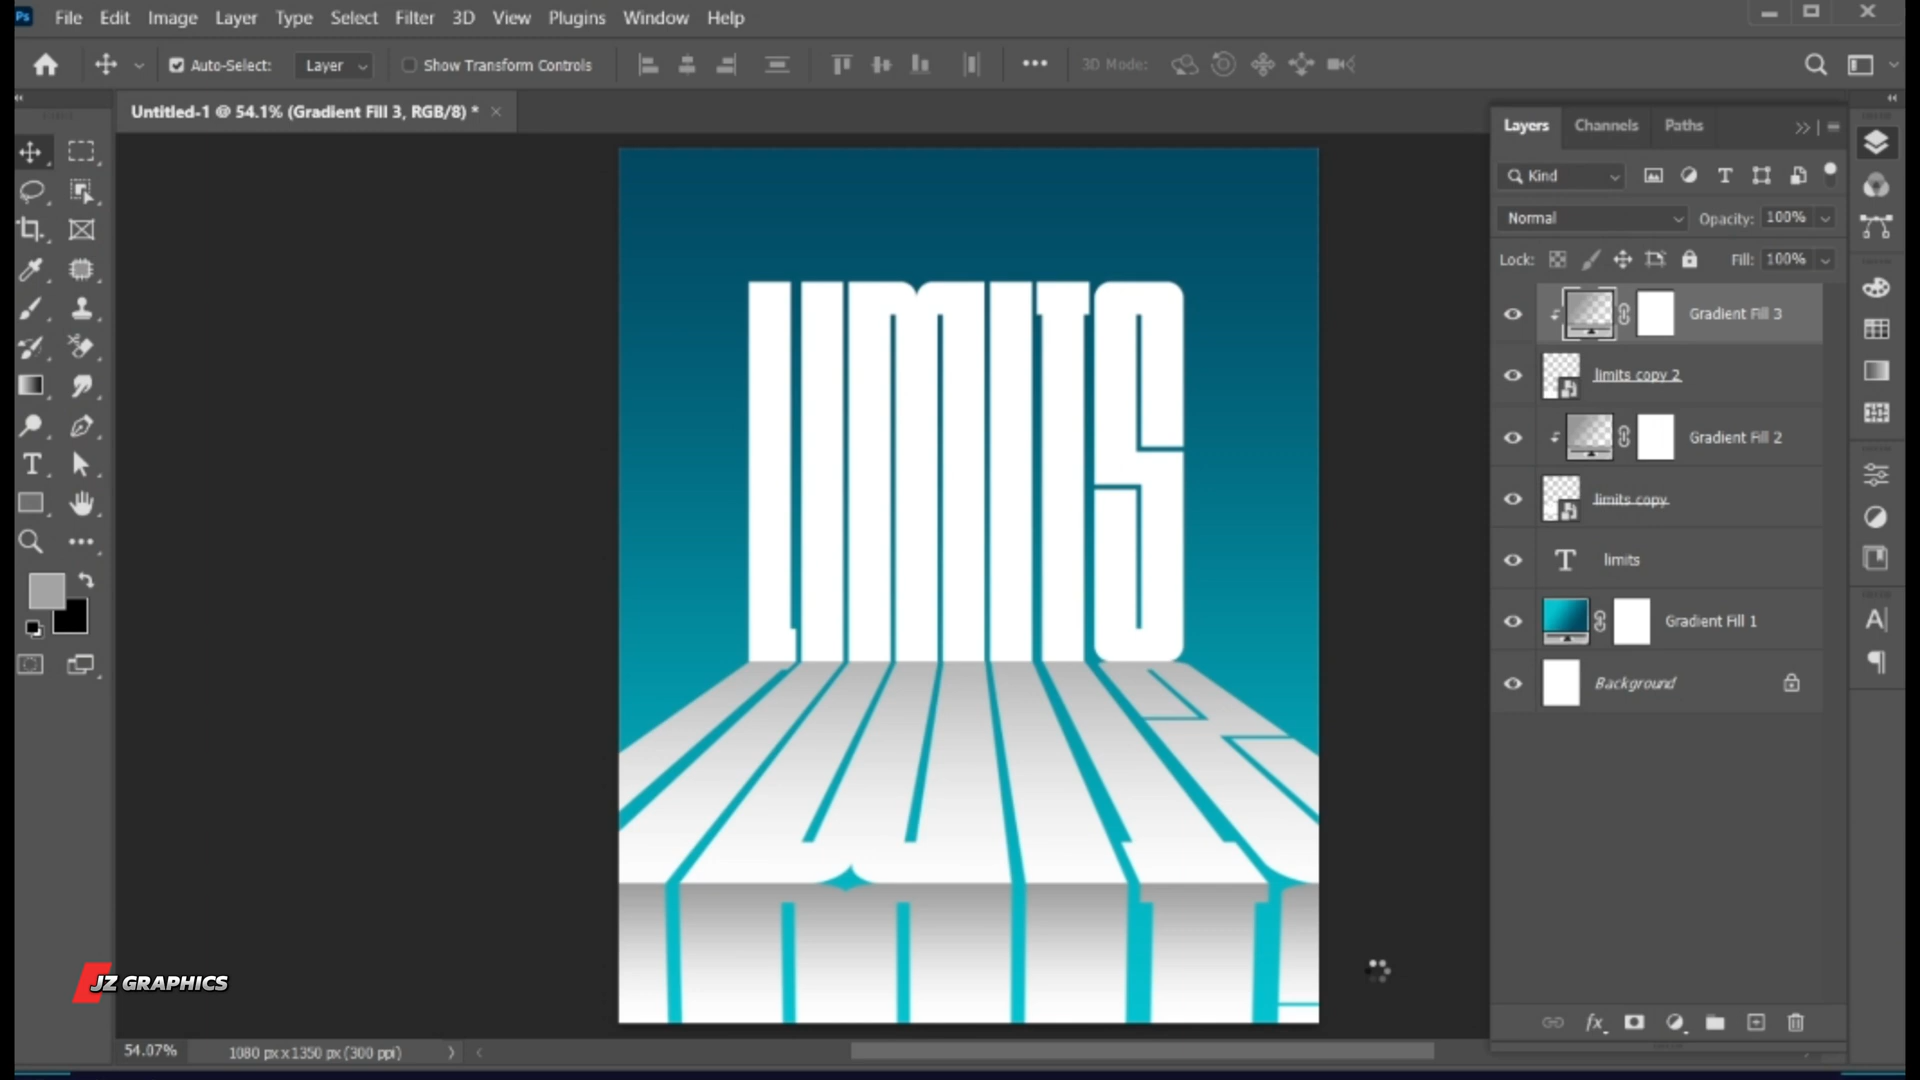 Ps File Edit Image Layer Type Select Filter 3D View Plugins Window Help
Auto-Select: Layer Show Transform Controls 3D Mode:
Untitled-1 @ 54.1% (Gradient Fill 3, RGB/8) *
Layers Channels Paths
Kind
Normal Opacity: 100%
Lock: Fill: 100%
Gradient Fill 3
limits copy 2
Gradient Fill 2
limits copy
limits
Gradient Fill 1
Background
LIMITS
JZ GRAPHICS
54.07% 1080 px x 1350 px (300 ppi)